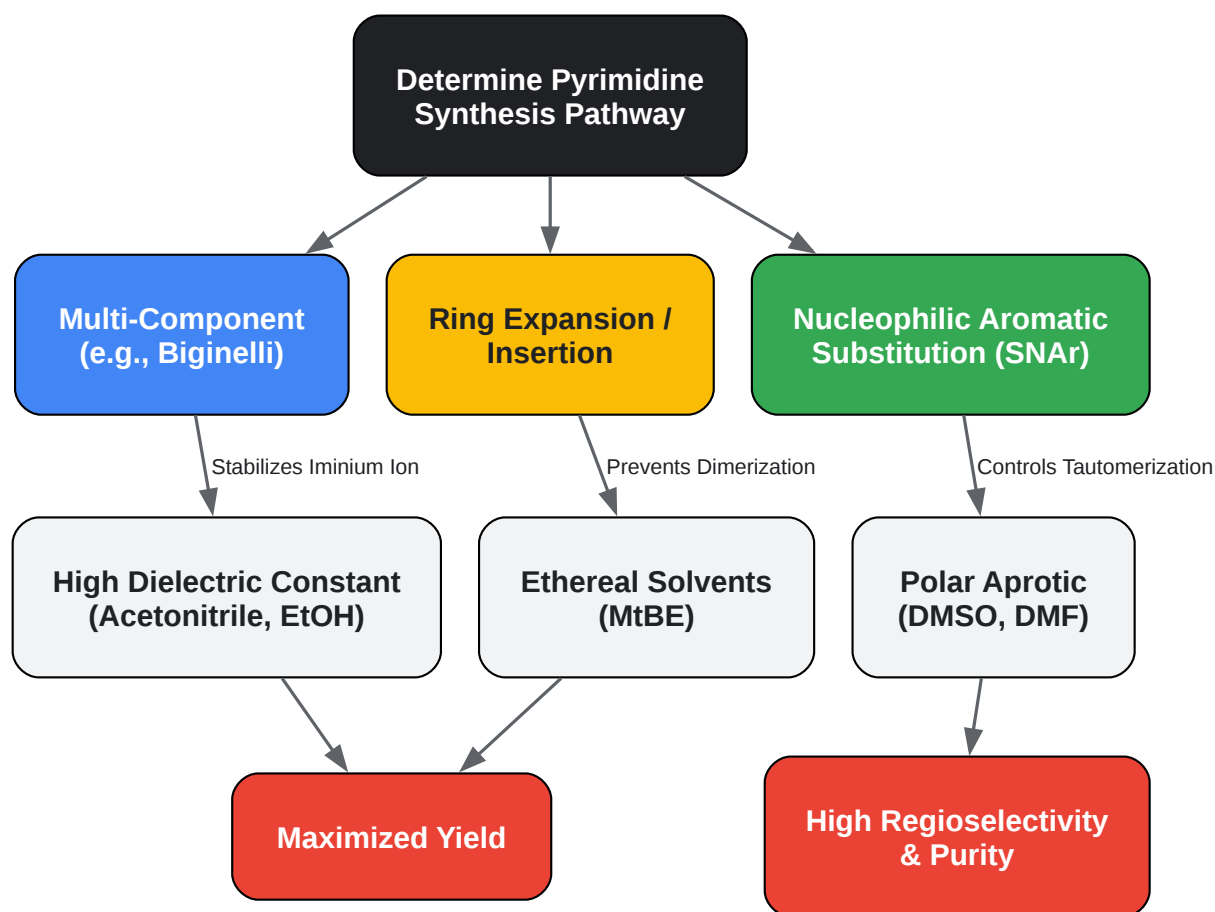 Determine Pyrimidine
Synthesis Pathway
Multi-Component
(e.g., Biginelli)
Ring Expansion /
Insertion
Nucleophilic Aromatic
Substitution (SNAr)
Stabilizes Iminium Ion
Prevents Dimerization
Controls Tautomerization
High Dielectric Constant
(Acetonitrile, EtOH)
Ethereal Solvents
(MtBE)
Polar Aprotic
(DMSO, DMF)
Maximized Yield
High Regioselectivity
& Purity